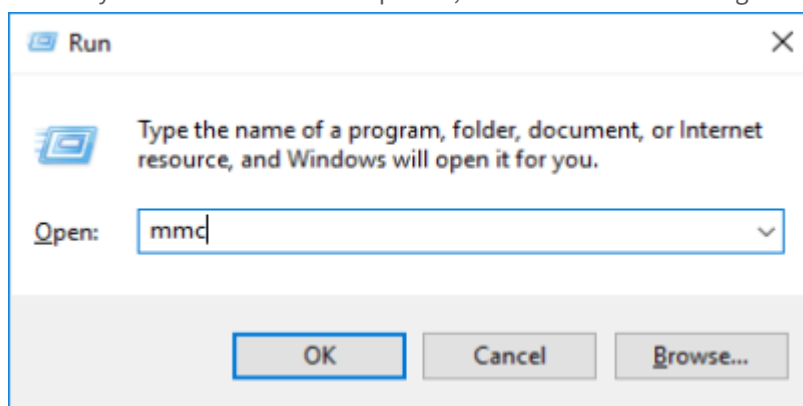 Run
Type the name of a program, folder, document, or Internet
resource, and Windows will open it for you.
Open: mmc
OK Cancel Browse...